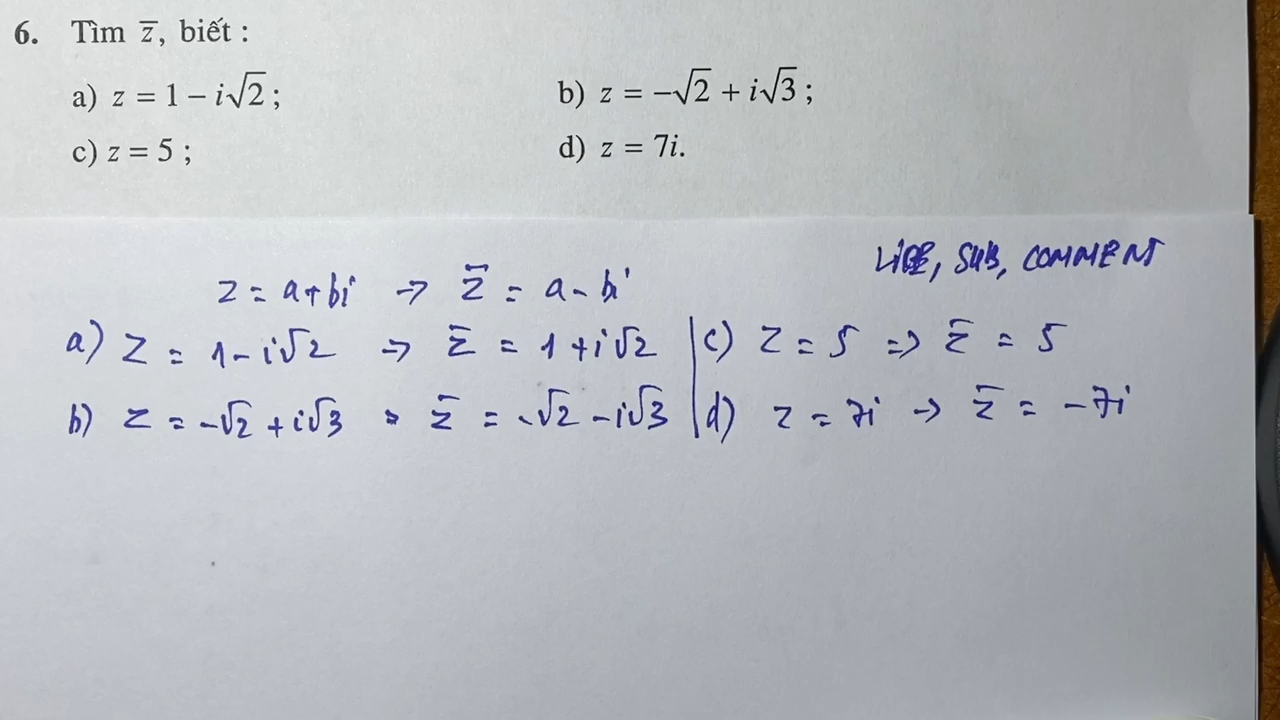 6. Tìm z̅, biết :
a) z = 1 – i√2 ; b) z = –√2 + i√3 ;
c) z = 5 ; d) z = 7i.
LIKE, SUB, COMMENT
z = a + bi → z̅ = a - bi
a) z = 1 - i√2 → z̅ = 1 + i√2
b) z = -√2 + i√3 → z̅ = -√2 - i√3
c) z = 5 => z̅ = 5
d) z = 7i → z̅ = -7i